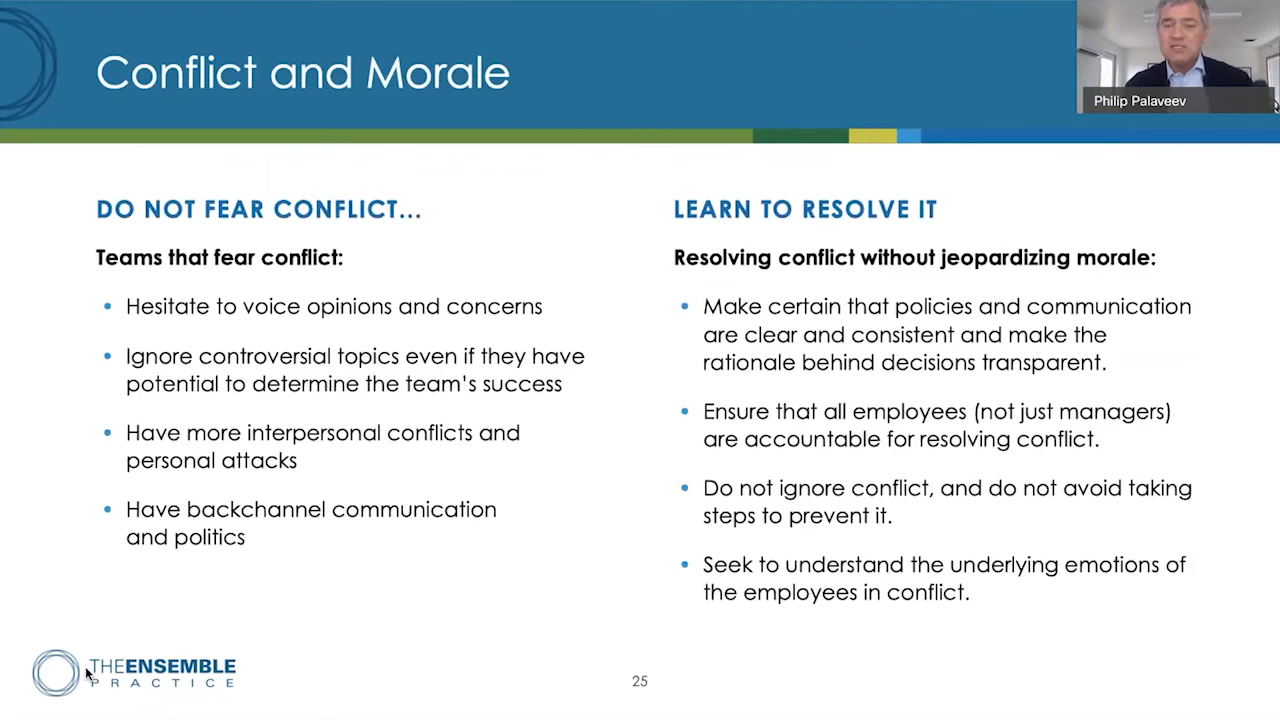 Conflict and Morale
Philip Palaveev
DO NOT FEAR CONFLICT...
Teams that fear conflict:
• Hesitate to voice opinions and concerns
• Ignore controversial topics even if they have
potential to determine the team's success
• Have more interpersonal conflicts and
personal attacks
• Have backchannel communication
and politics
LEARN TO RESOLVE IT
Resolving conflict without jeopardizing morale:
• Make certain that policies and communication
are clear and consistent and make the
rationale behind decisions transparent.
• Ensure that all employees (not just managers)
are accountable for resolving conflict.
• Do not ignore conflict, and do not avoid taking
steps to prevent it.
• Seek to understand the underlying emotions of
the employees in conflict.
THEENSEMBLE
PRACTICE
25